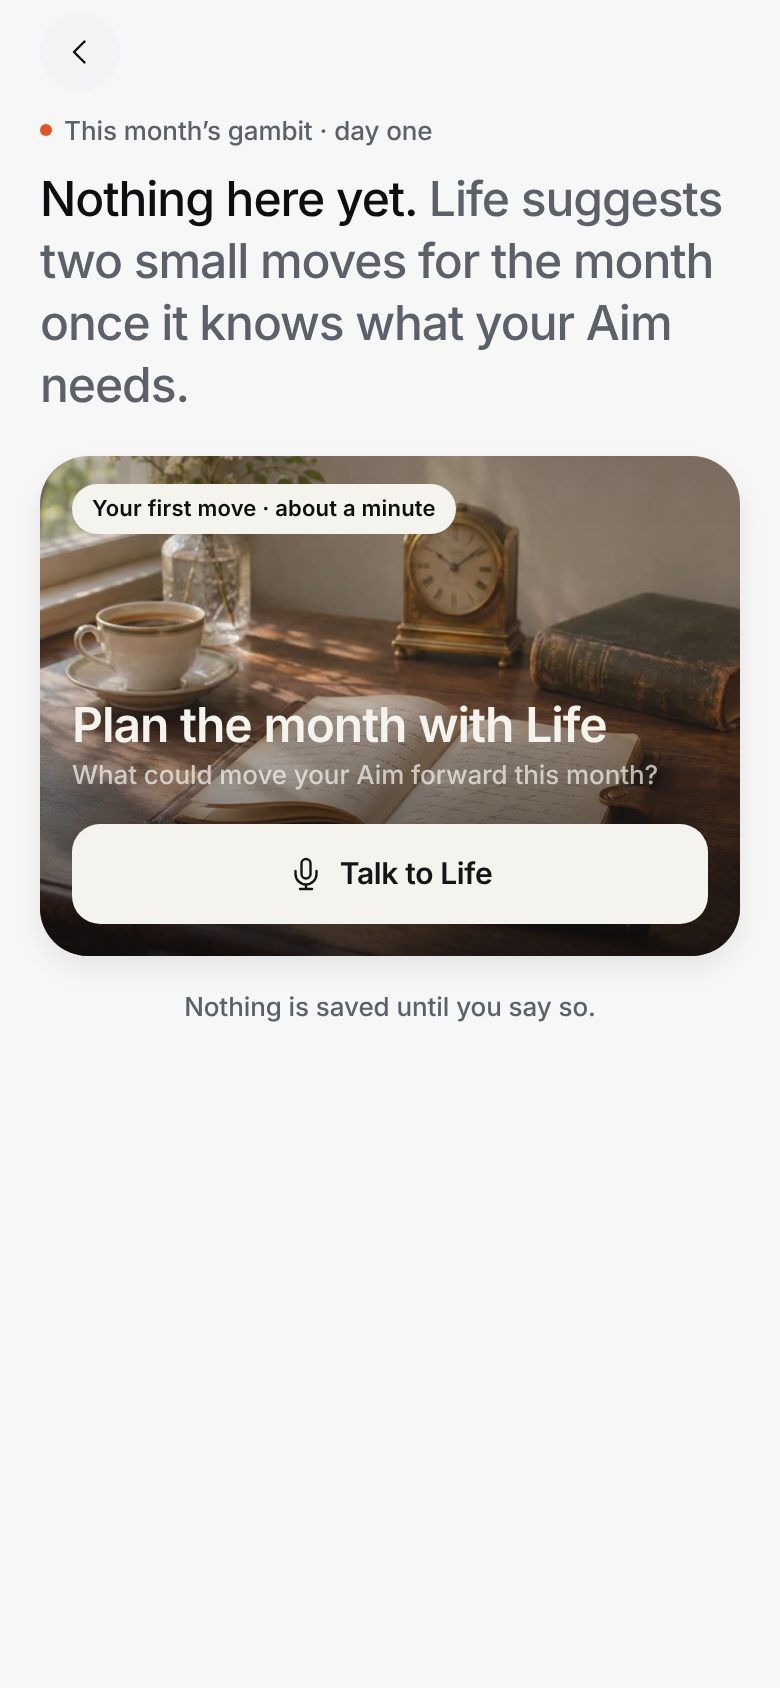 This month’s gambit · day one
Nothing here yet. Life suggests
two small moves for the month
once it knows what your Aim
needs.
Your first move · about a minute
Plan the month with Life
What could move your Aim forward this month?
Talk to Life
Nothing is saved until you say so.